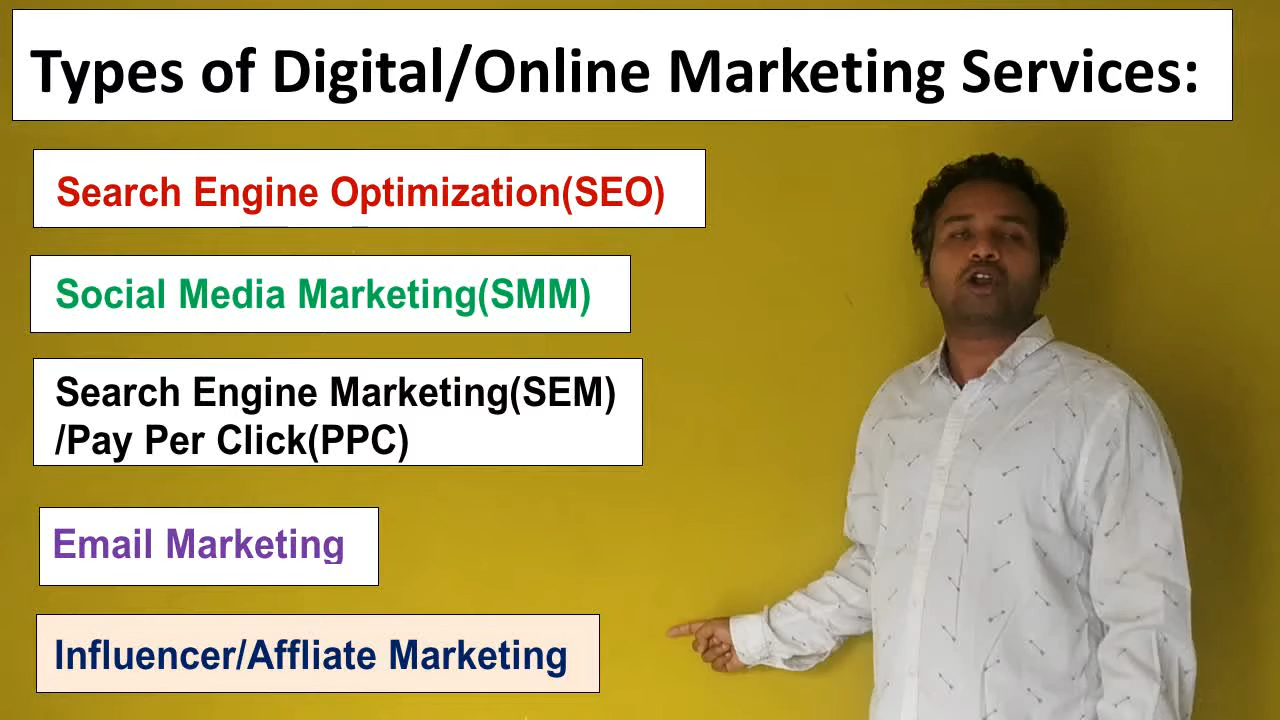 Types of Digital/Online Marketing Services:
Search Engine Optimization(SEO)
Social Media Marketing(SMM)
Search Engine Marketing(SEM)
/Pay Per Click(PPC)
Email Marketing
Influencer/Affliate Marketing